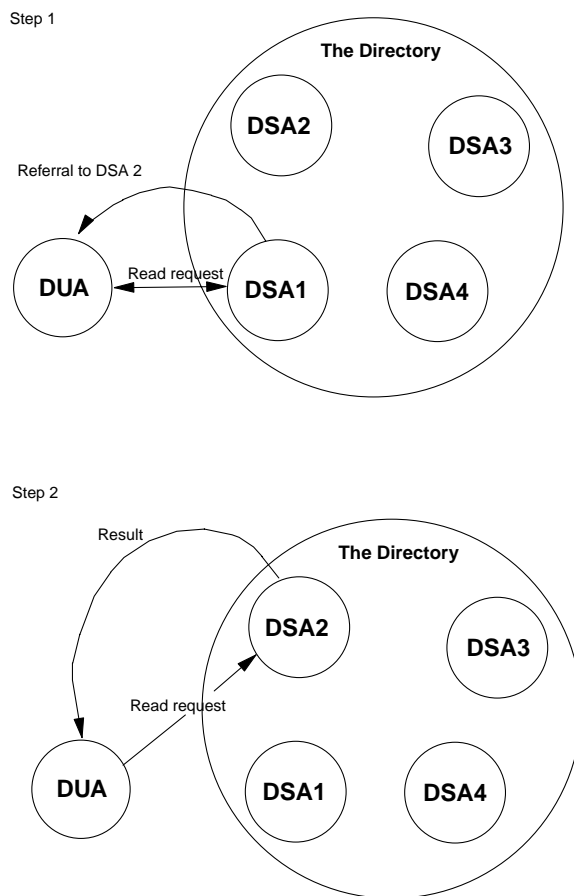 Step 1
The Directory
DSA2
DSA3
Referral to DSA 2
Read request
DUA
DSA1
DSA4
Step 2
Result
The Directory
DSA2
DSA3
Read request
DUA
DSA1
DSA4